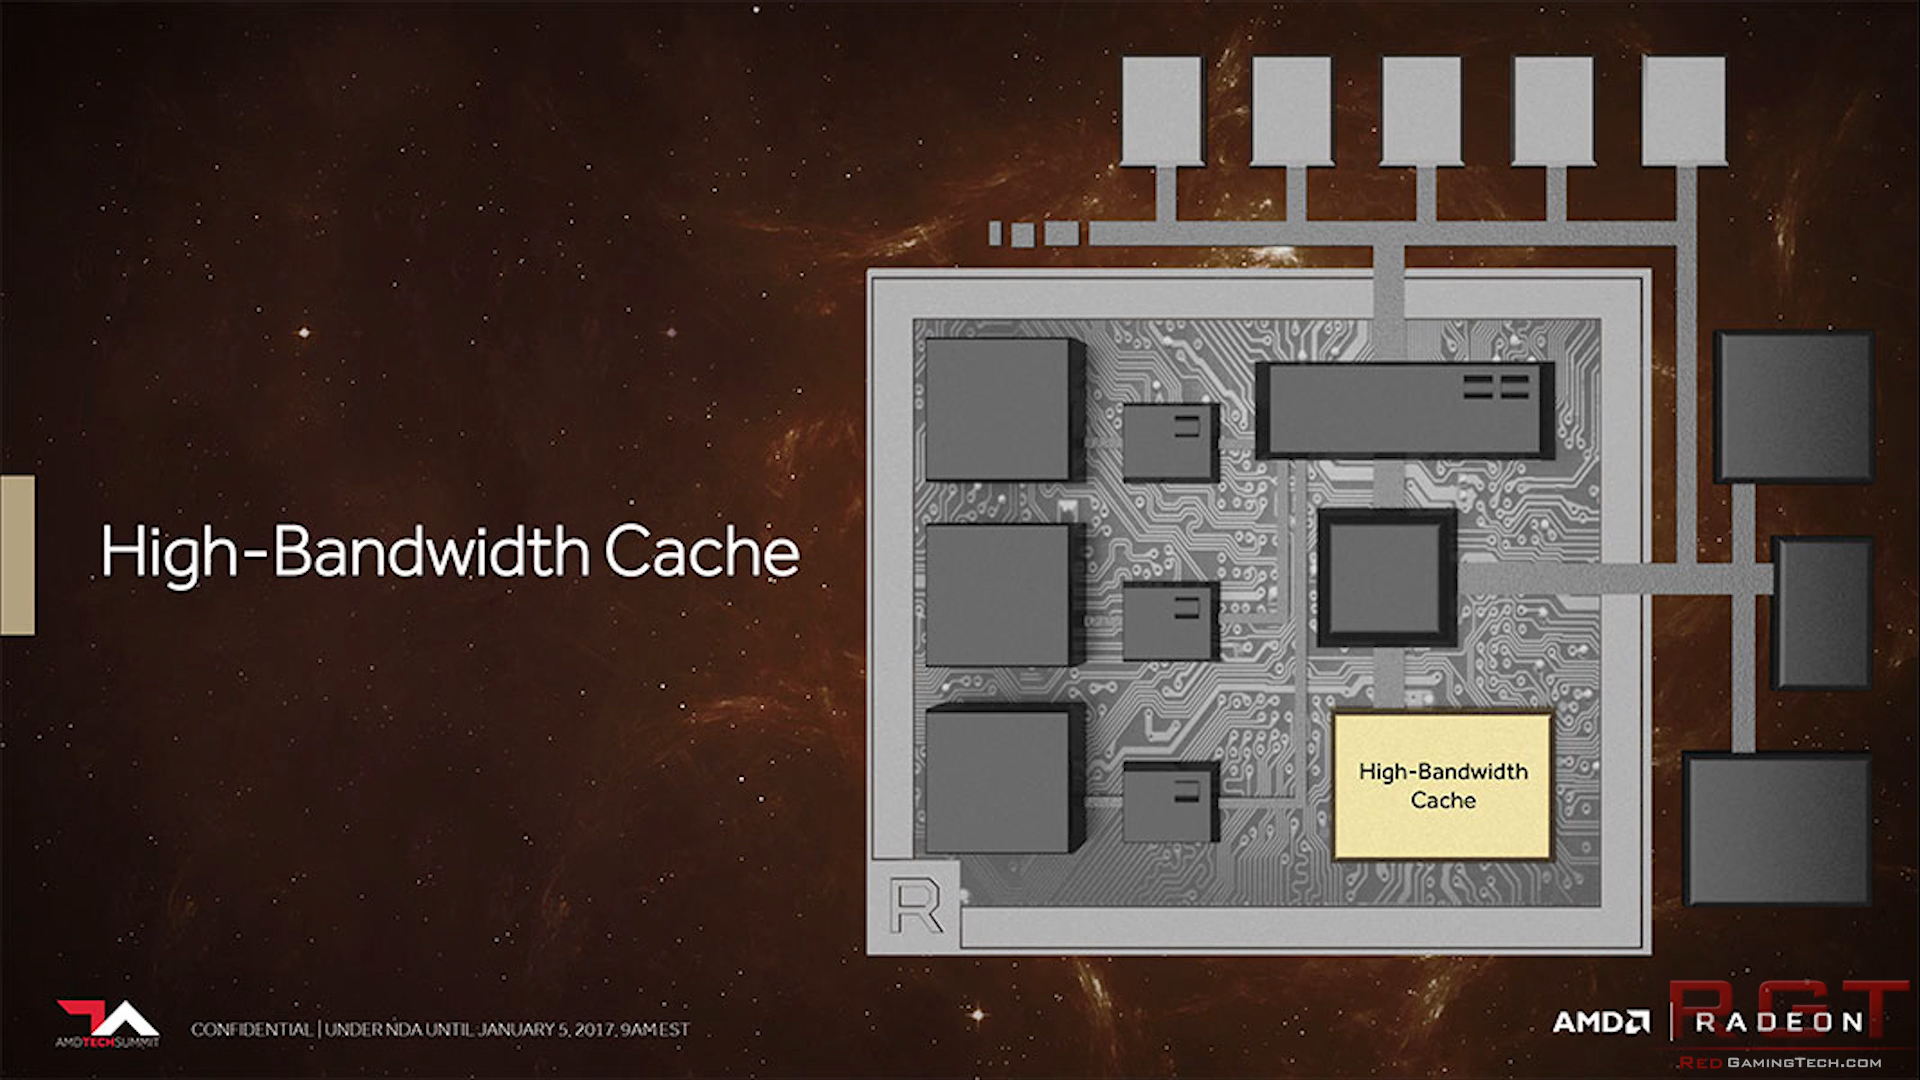 High-Bandwidth Cache
High-Bandwidth
Cache
R
AMDTECHSUMMIT
CONFIDENTIAL | UNDER NDA UNTIL JANUARY 5, 2017, 9AM EST
AMD
RADEON
RGT
REDGAMINGTECH.COM